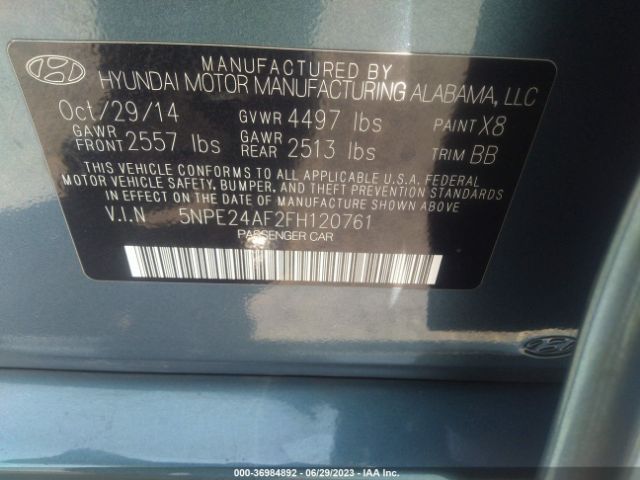 MANUFACTURED BY
HYUNDAI MOTOR MANUFACTURING ALABAMA, LLC
Oct/29/14 GVWR 4497 lbs PAINT X8
GAWR FRONT 2557 lbs GAWR REAR 2513 lbs TRIM BB
THIS VEHICLE CONFORMS TO ALL APPLICABLE U.S.A. FEDERAL
MOTOR VEHICLE SAFETY, BUMPER, AND THEFT PREVENTION STANDARDS
IN EFFECT ON THE DATE OF MANUFACTURE SHOWN ABOVE.
V.I.N 5NPE24AF2FH120761
PASSENGER CAR
000-36984892 - 06/29/2023 - IAA Inc.